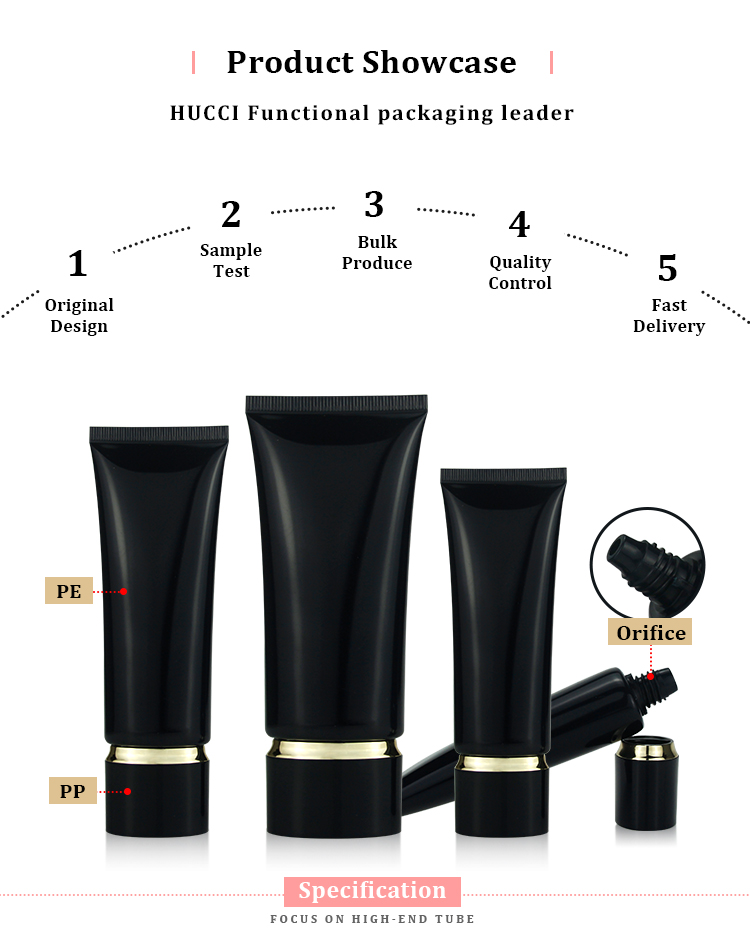 Product Showcase
HUCCI Functional packaging leader
1
Original
Design
2
Sample
Test
3
Bulk
Produce
4
Quality
Control
5
Fast
Delivery
PE
Orifice
PP
Specification
FOCUS ON HIGH-END TUBE